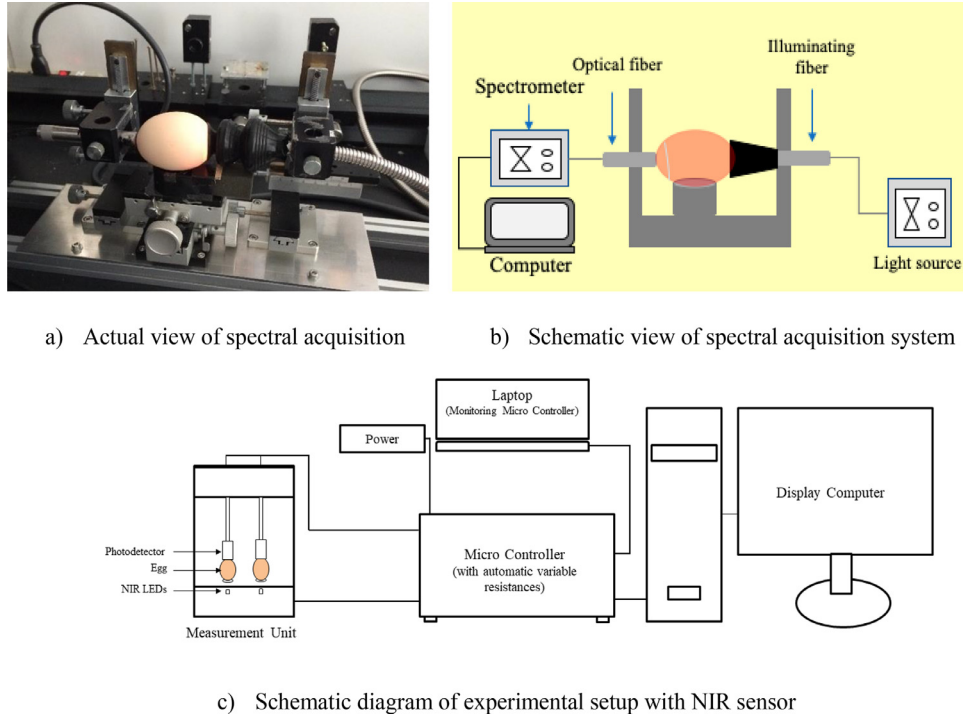 Optical fiber
Illuminating
fiber
Spectrometer
Computer
Light source
a) Actual view of spectral acquisition
b) Schematic view of spectral acquisition system
Laptop
(Monitoring Micro Controller)
Power
Display Computer
Photodetector
Egg
NIR LEDs
Micro Controller
(with automatic variable
resistances)
Measurement Unit
c) Schematic diagram of experimental setup with NIR sensor